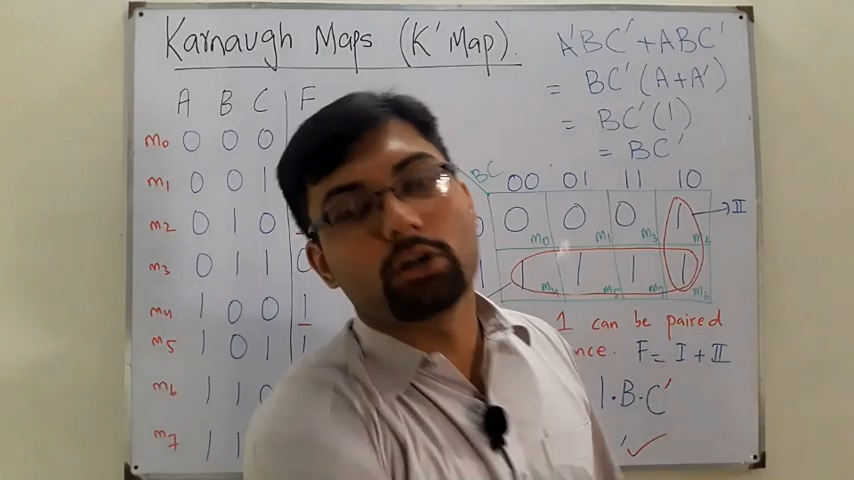 Karnaugh Maps (K' Map).
A'BC' + ABC'
= BC' (A+A')
= BC' (1)
= BC'
A B C F
m0 0 0 0
m1 0 0 1
m2 0 1 0
m3 0 1 1 0
m4 1 0 0 1
m5 1 0 1 1
m6 1 1 0
m7 1 1
BC 00 01 11 10
0 0 0 0 1 II
m0 m1 m3 m2
1 1 1 1 1
m4 m5 m7 m6
1 can be paired
F = I + II
1·B·C'